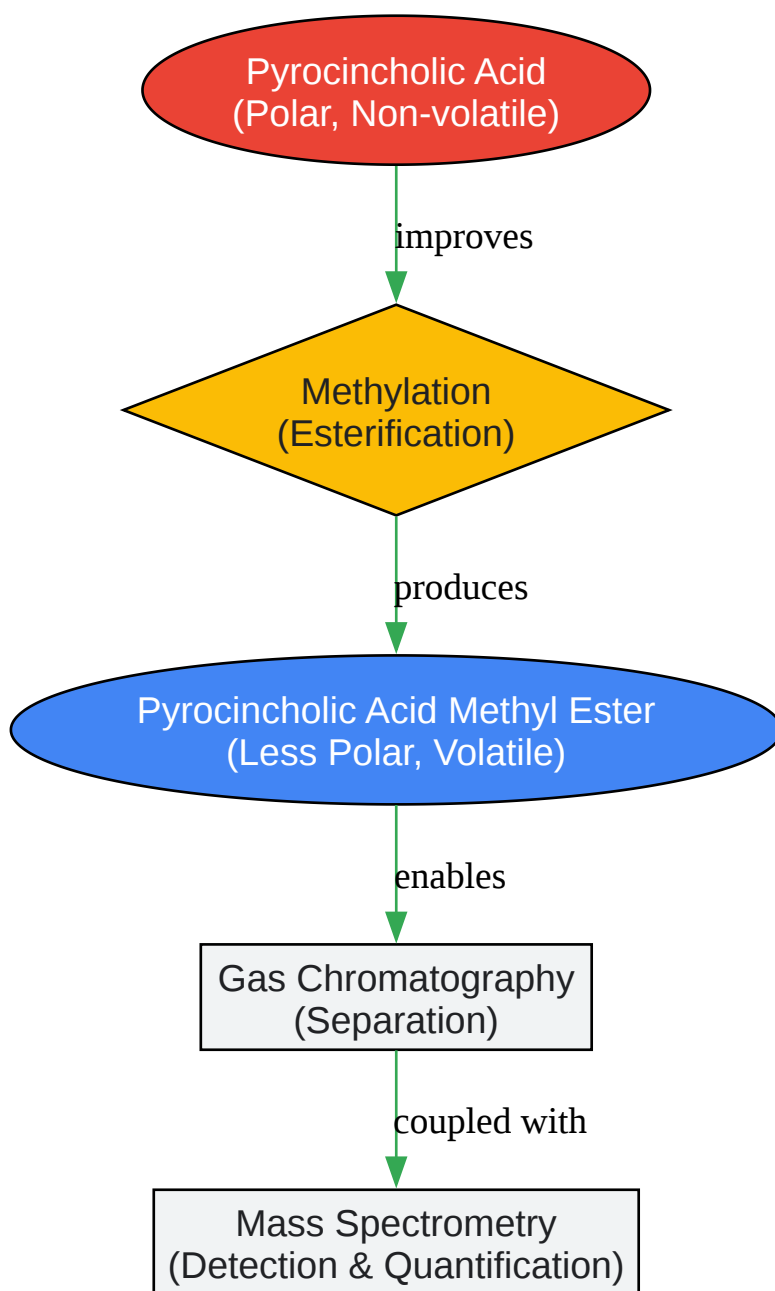 Pyrocincholic Acid
(Polar, Non-volatile)
improves
Methylation
(Esterification)
produces
Pyrocincholic Acid Methyl Ester
(Less Polar, Volatile)
enables
Gas Chromatography
(Separation)
coupled with
Mass Spectrometry
(Detection & Quantification)